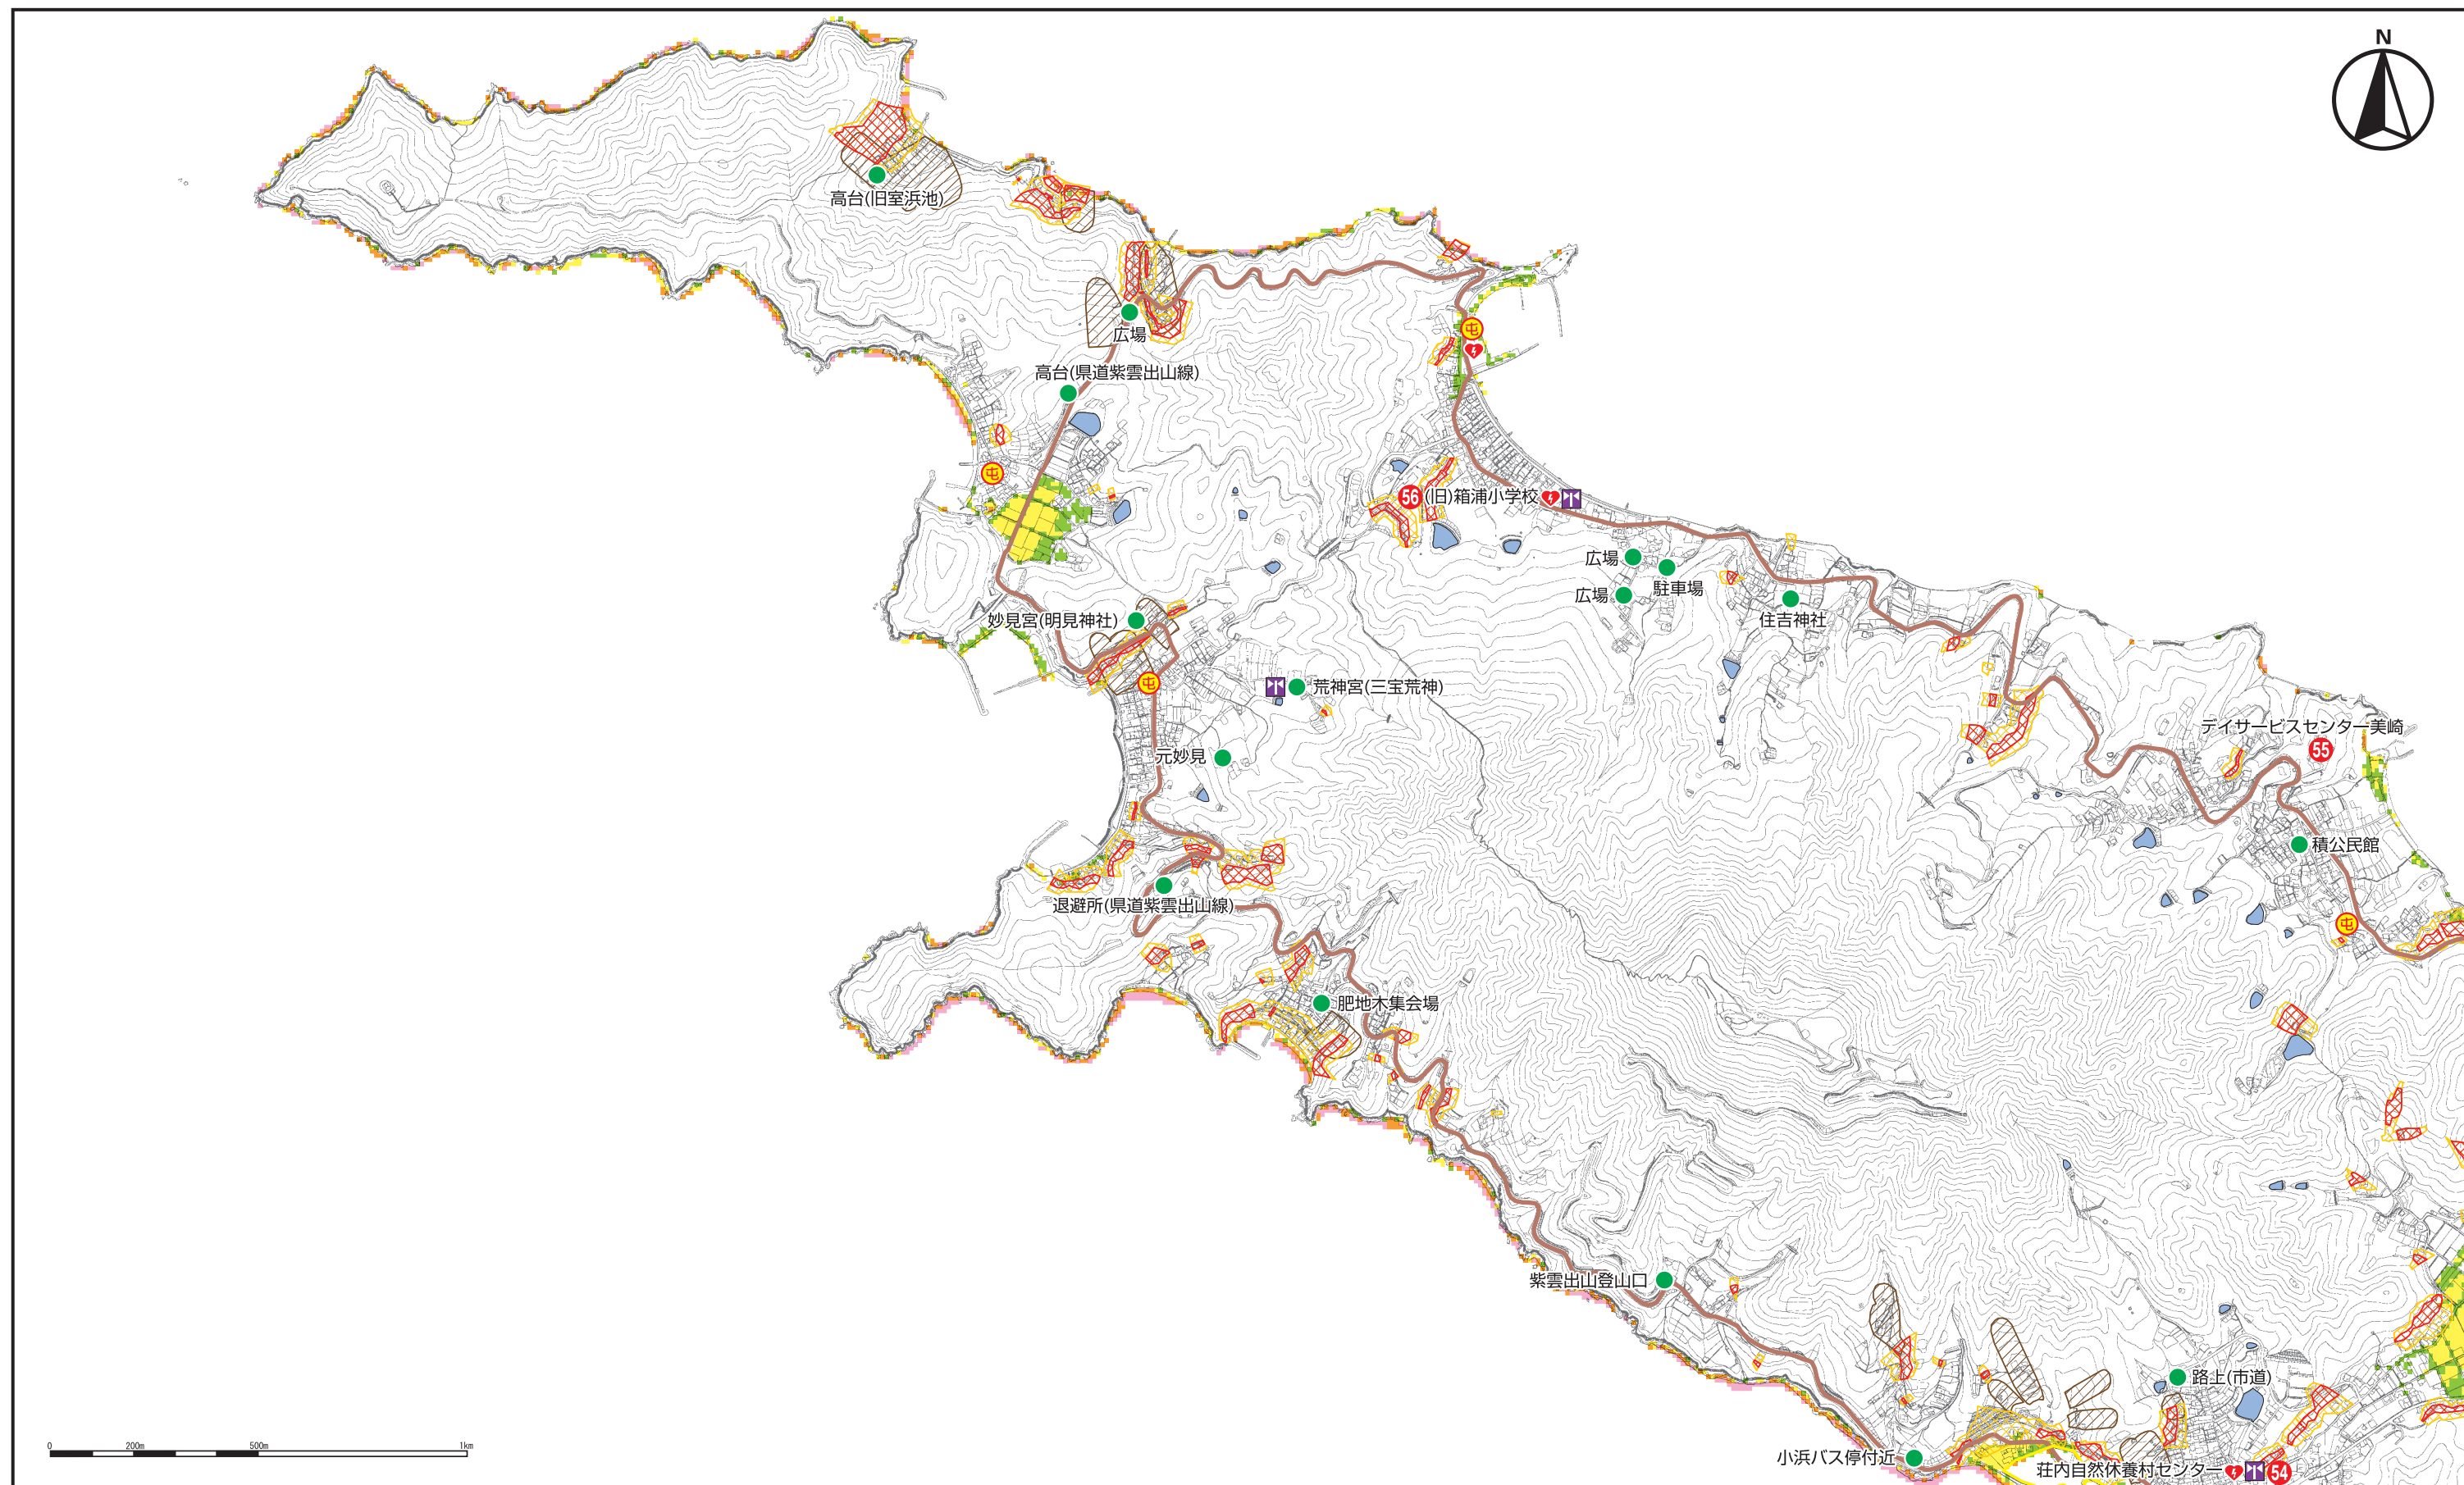 N
高台(旧室浜池)
広場
屯
高台(県道紫雲出山線)
屯
56 (旧)箱浦小学校
広場
駐車場
広場
住吉神社
妙見宮(明見神社)
屯
荒神宮(三宝荒神)
デイサービスセンター美崎
55
元妙見
積公民館
退避所(県道紫雲出山線)
屯
肥地木集会場
紫雲出山登山口
路上(市道)
0 200m 500m 1km
小浜バス停付近
荘内自然休養村センター 54